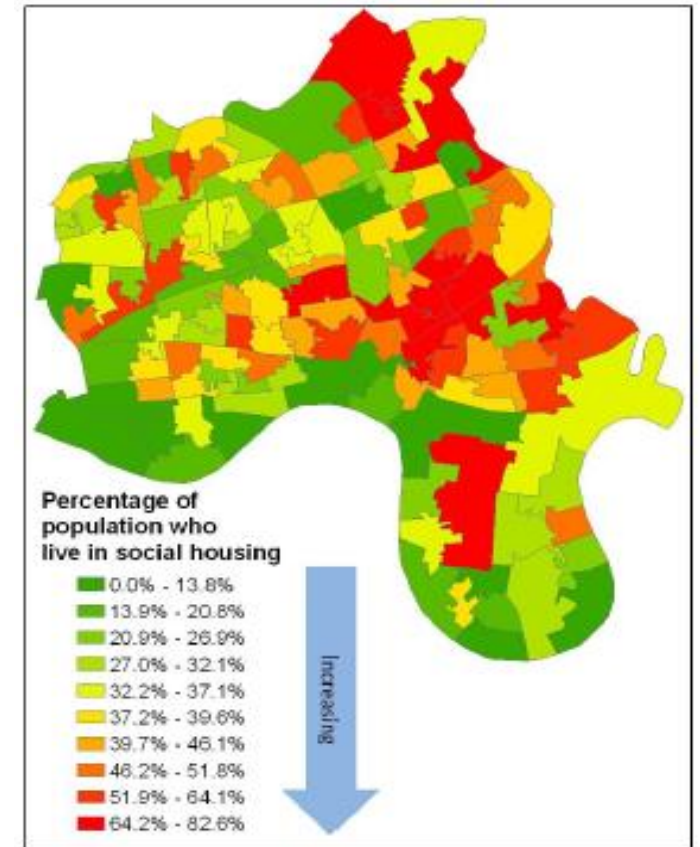 Percentage of
population who
live in social housing
0.0% - 13.8%
13.9% - 20.8%
20.9% - 26.9%
27.0% - 32.1%
32.2% - 37.1%
37.2% - 39.6%
39.7% - 46.1%
46.2% - 51.8%
51.9% - 64.1%
64.2% - 82.6%
Increasing